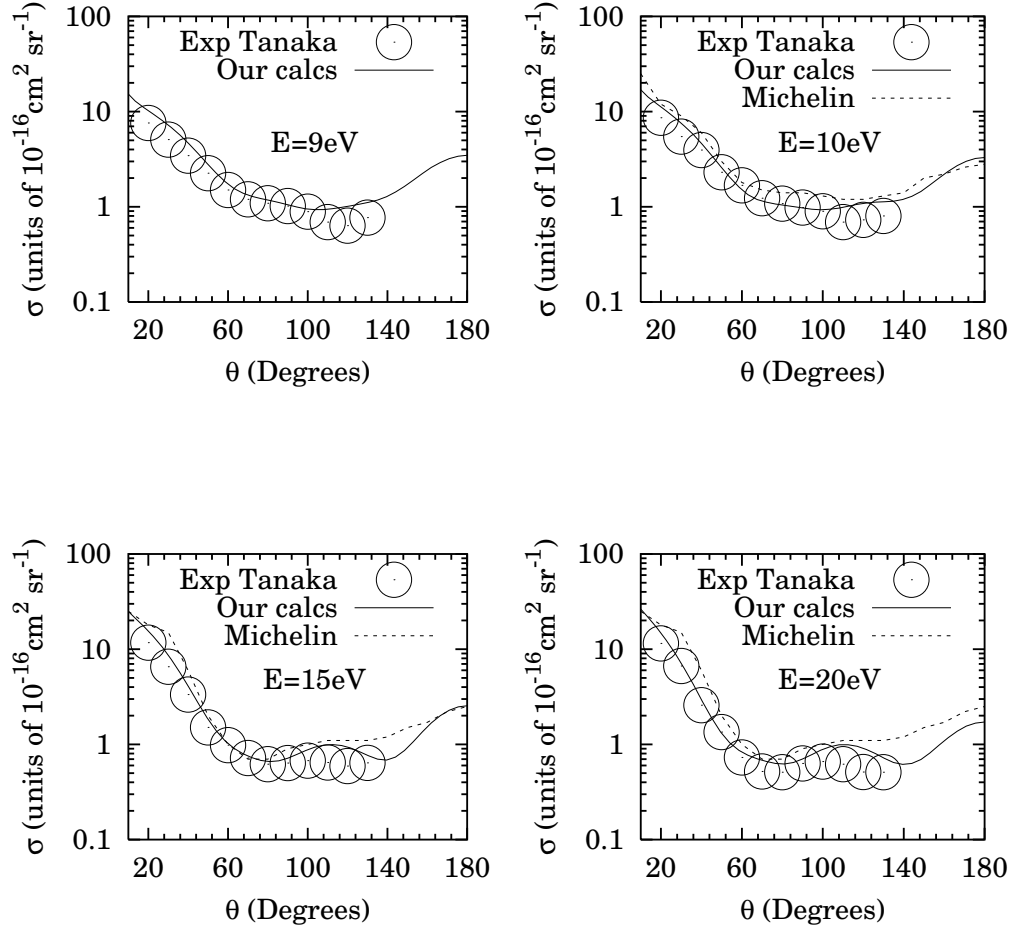 σ (units of 10⁻¹⁶cm² sr⁻¹)
100
10
1
0.1
Exp Tanaka
Our calcs
E=9eV
20 60 100 140 180
θ (Degrees)
σ (units of 10⁻¹⁶cm² sr⁻¹)
100
10
1
0.1
Exp Tanaka
Our calcs
Michelin
E=10eV
20 60 100 140 180
θ (Degrees)
σ (units of 10⁻¹⁶cm² sr⁻¹)
100
10
1
0.1
Exp Tanaka
Our calcs
Michelin
E=15eV
20 60 100 140 180
θ (Degrees)
σ (units of 10⁻¹⁶cm² sr⁻¹)
100
10
1
0.1
Exp Tanaka
Our calcs
Michelin
E=20eV
20 60 100 140 180
θ (Degrees)